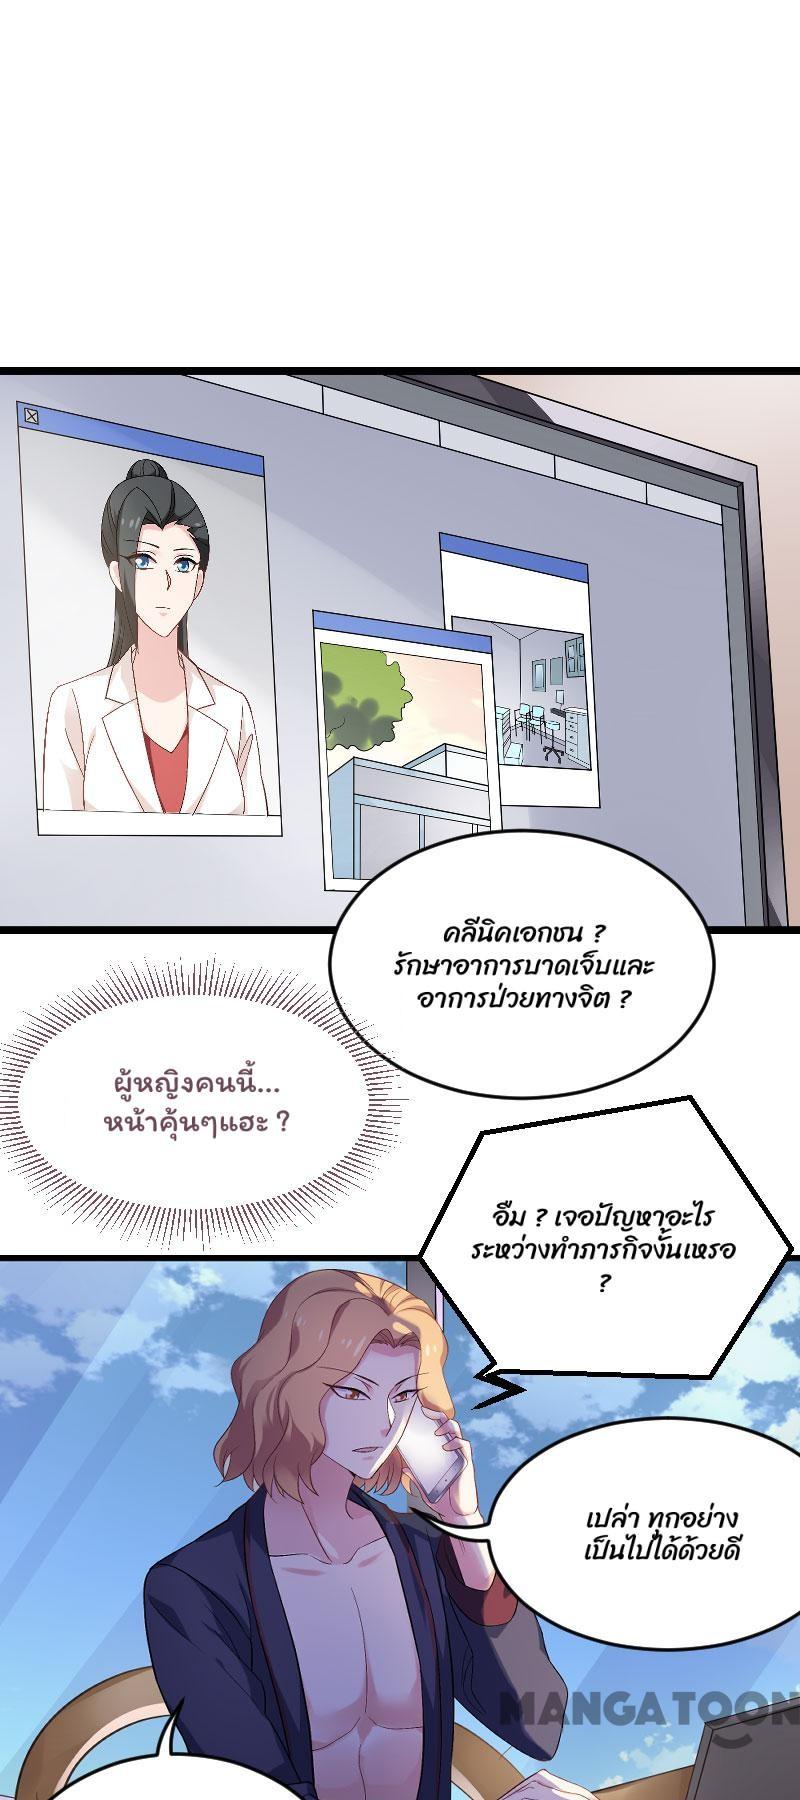 คลีนิคเอกชน ?
รักษาอาการบาดเจ็บและ
อาการป่วยทางจิต ?
ผู้หญิงคนนี้...
หน้าคุ้นๆแฮะ ?
อืม ? เจอปัญหาอะไร
ระหว่างทำภารกิจงั้นเหรอ
?
เปล่า ทุกอย่าง
เป็นไปได้ด้วยดี
MANGATOON